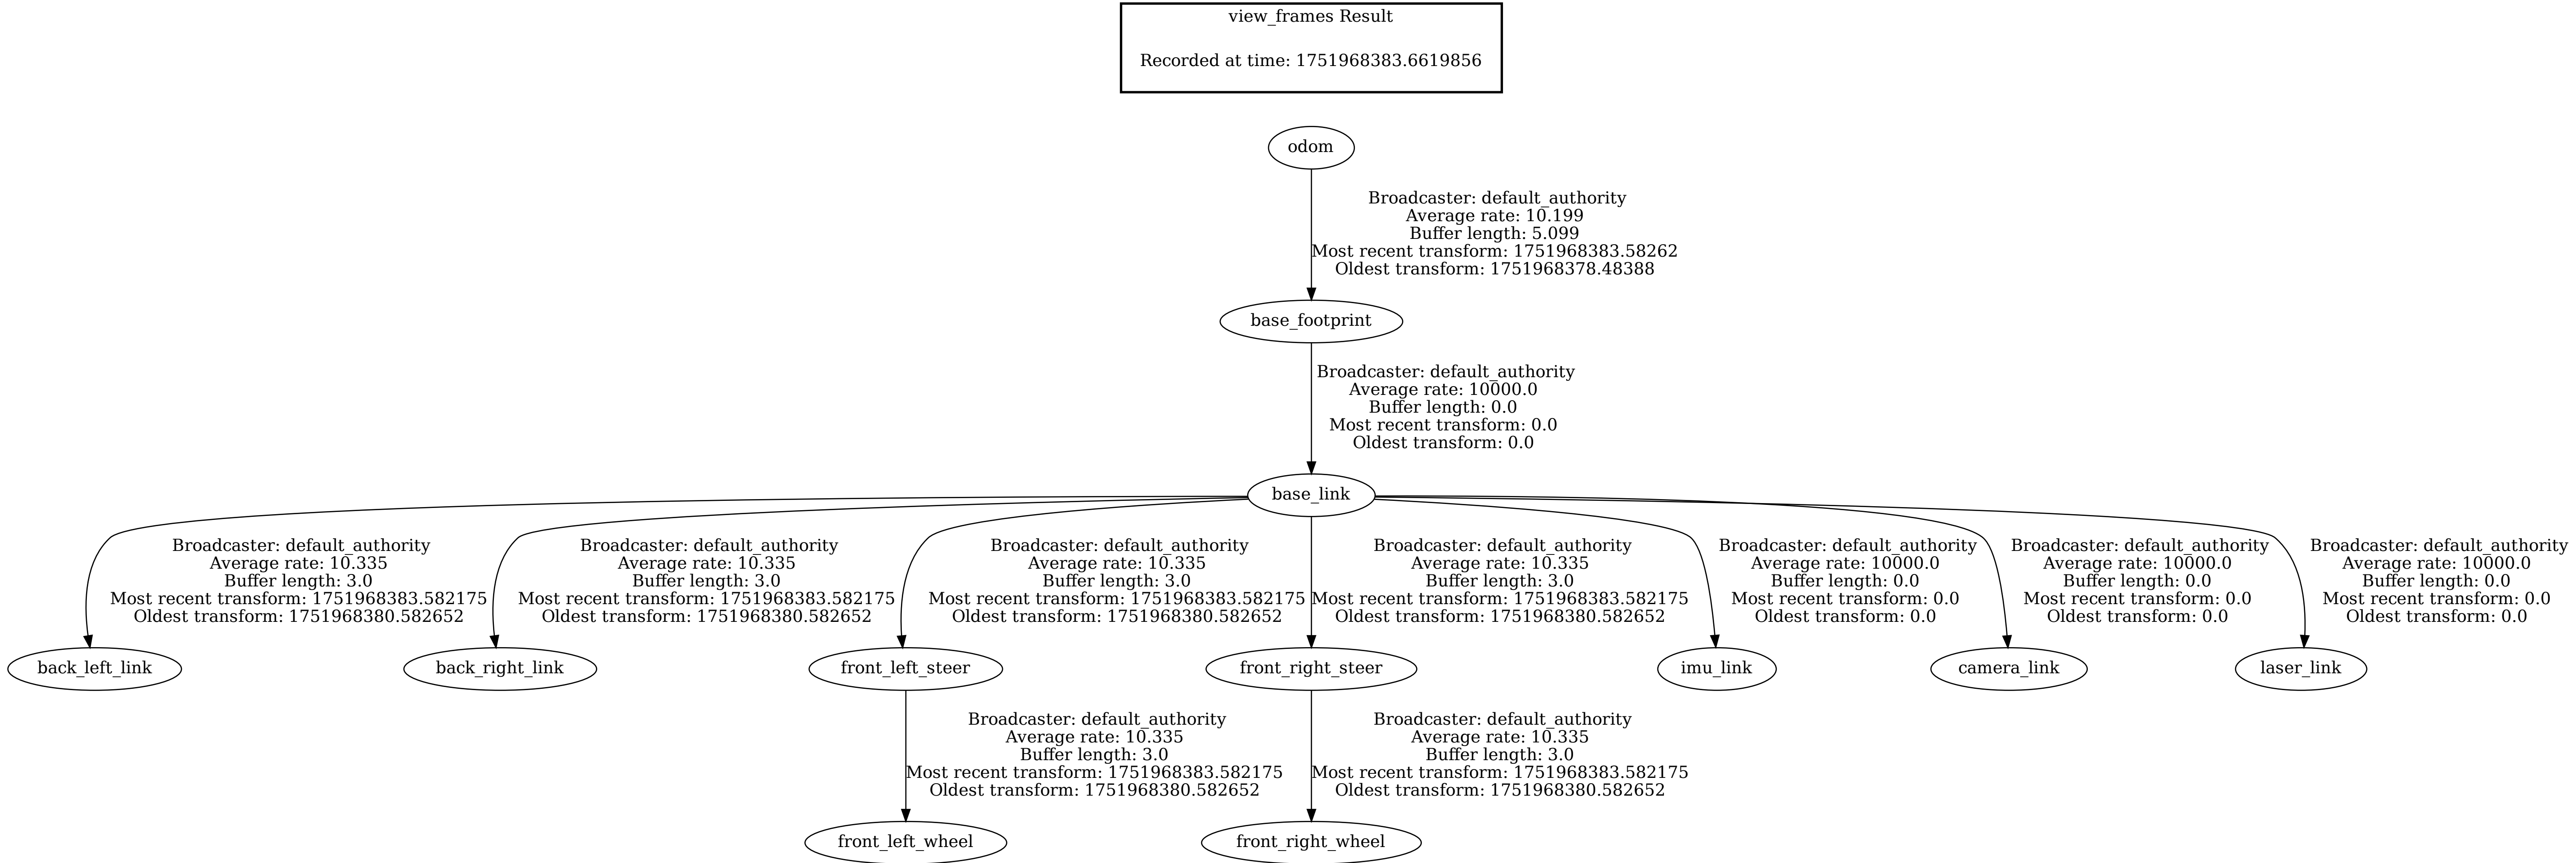 view_frames Result
Recorded at time: 1751968383.6619856
odom
Broadcaster: default_authority
Average rate: 10.199
Buffer length: 5.099
Most recent transform: 1751968383.58262
Oldest transform: 1751968378.48388
base_footprint
Broadcaster: default_authority
Average rate: 10000.0
Buffer length: 0.0
Most recent transform: 0.0
Oldest transform: 0.0
base_link
Broadcaster: default_authority
Average rate: 10.335
Buffer length: 3.0
Most recent transform: 1751968383.582175
Oldest transform: 1751968380.582652
Broadcaster: default_authority
Average rate: 10.335
Buffer length: 3.0
Most recent transform: 1751968383.582175
Oldest transform: 1751968380.582652
Broadcaster: default_authority
Average rate: 10.335
Buffer length: 3.0
Most recent transform: 1751968383.582175
Oldest transform: 1751968380.582652
Broadcaster: default_authority
Average rate: 10.335
Buffer length: 3.0
Most recent transform: 1751968383.582175
Oldest transform: 1751968380.582652
Broadcaster: default_authority
Average rate: 10000.0
Buffer length: 0.0
Most recent transform: 0.0
Oldest transform: 0.0
Broadcaster: default_authority
Average rate: 10000.0
Buffer length: 0.0
Most recent transform: 0.0
Oldest transform: 0.0
Broadcaster: default_authority
Average rate: 10000.0
Buffer length: 0.0
Most recent transform: 0.0
Oldest transform: 0.0
back_left_link
back_right_link
front_left_steer
front_right_steer
imu_link
camera_link
laser_link
Broadcaster: default_authority
Average rate: 10.335
Buffer length: 3.0
Most recent transform: 1751968383.582175
Oldest transform: 1751968380.582652
Broadcaster: default_authority
Average rate: 10.335
Buffer length: 3.0
Most recent transform: 1751968383.582175
Oldest transform: 1751968380.582652
front_left_wheel
front_right_wheel